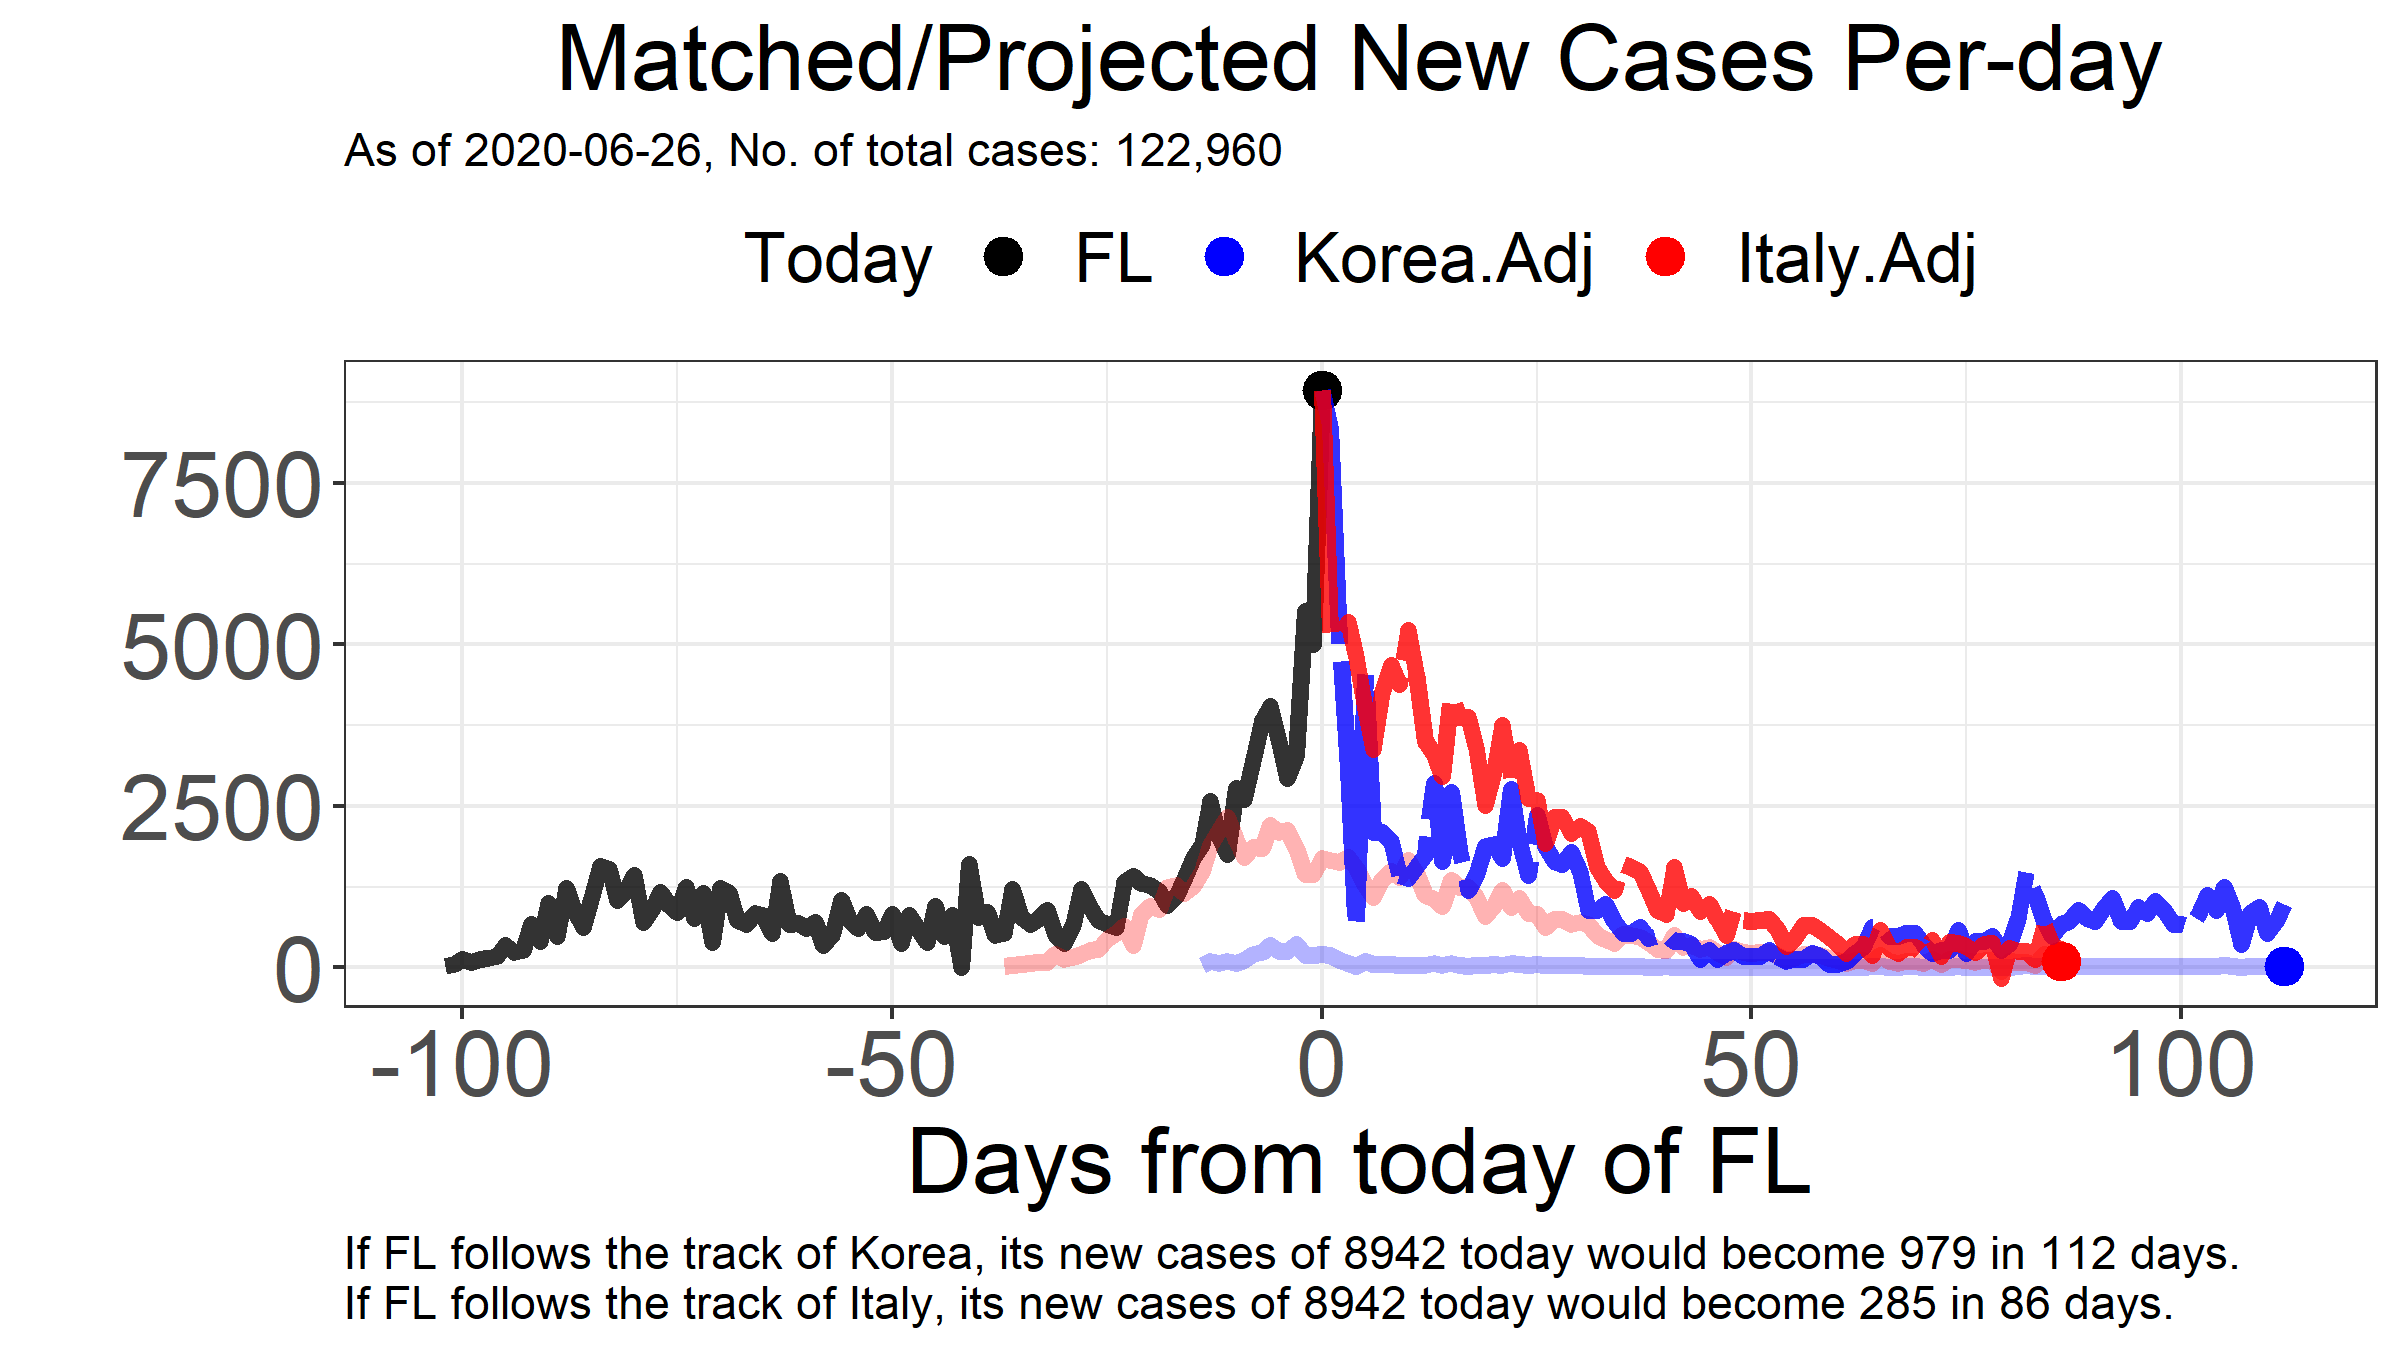 Matched/Projected New Cases Per-day
As of 2020-06-26, No. of total cases: 122,960
Today FL Korea.Adj Italy.Adj
7500
5000
2500
0
-100 -50 0 50 100
Days from today of FL
If FL follows the track of Korea, its new cases of 8942 today would become 979 in 112 days.
If FL follows the track of Italy, its new cases of 8942 today would become 285 in 86 days.